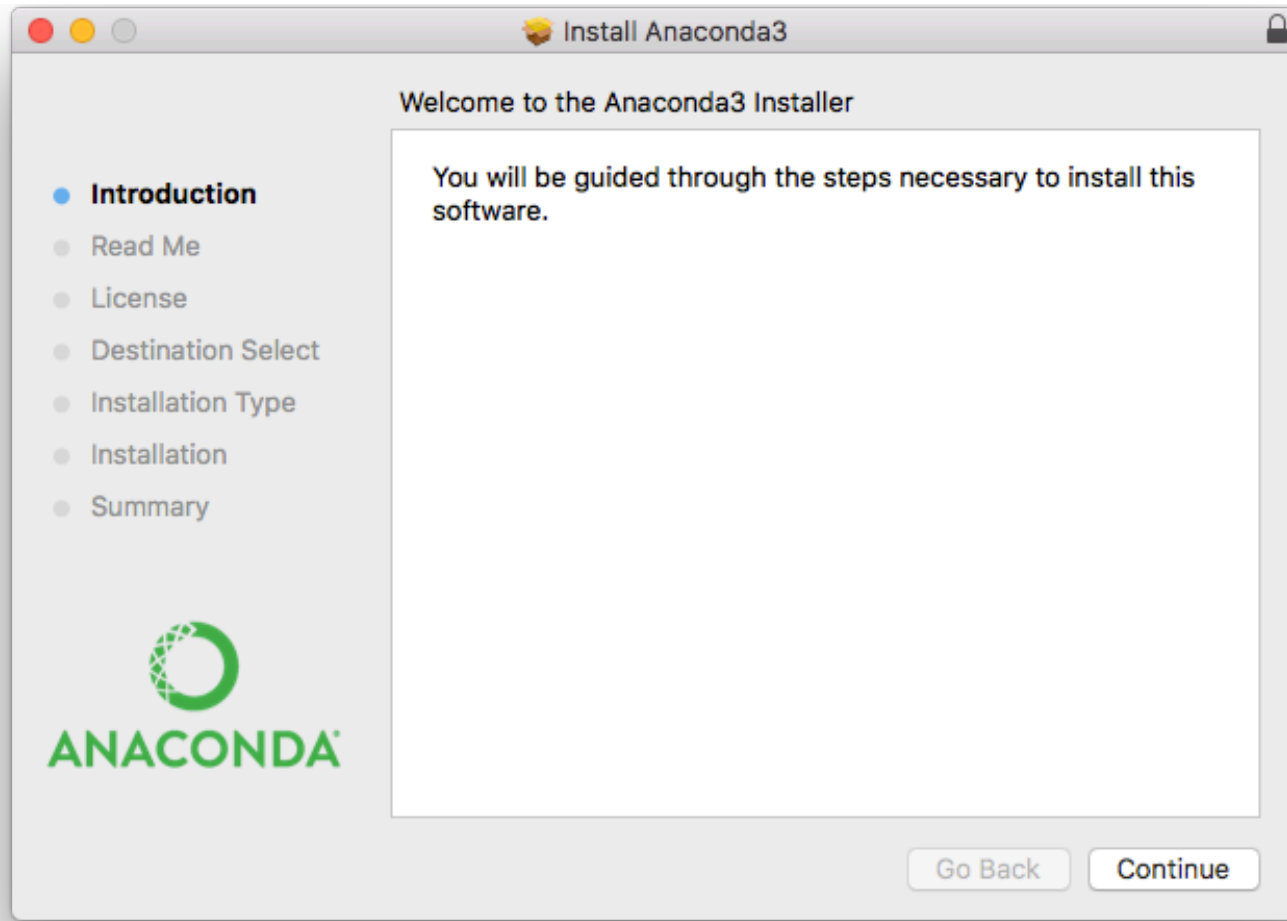 Install Anaconda3
Welcome to the Anaconda3 Installer
Introduction
Read Me
License
Destination Select
Installation Type
Installation
Summary
ANACONDA
You will be guided through the steps necessary to install this
software.
Go Back
Continue